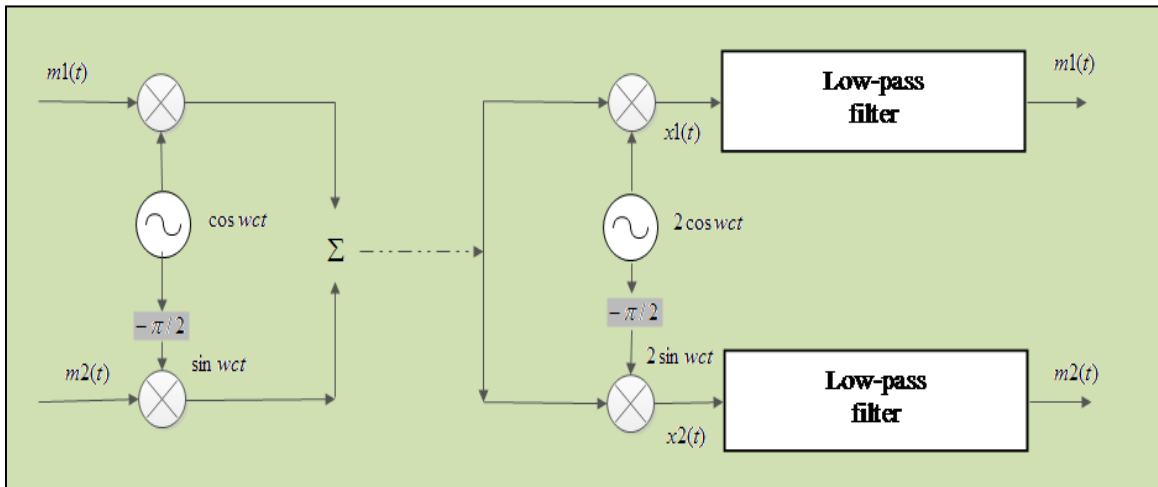 m1(t)
cos wct
− π / 2
sin wct
m2(t)
Σ
x1(t)
2 cos wct
− π / 2
2 sin wct
x2(t)
Low-pass
filter
m1(t)
Low-pass
filter
m2(t)